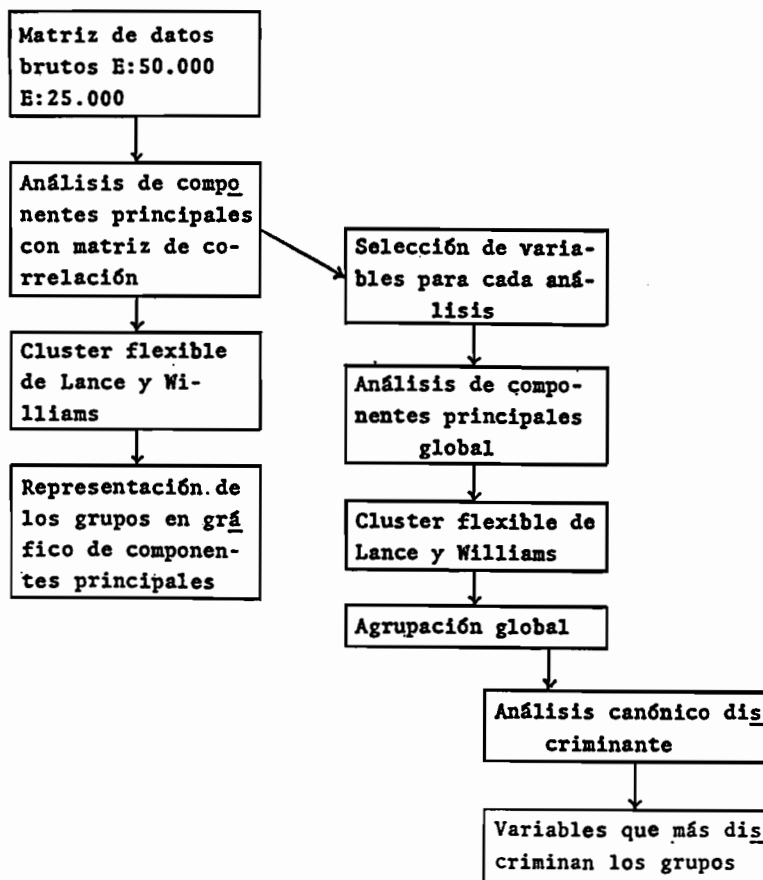 Matriz de datos
brutos E:50.000
E:25.000
Análisis de compo
nentes principales
con matriz de co-
rrelación
Cluster flexible
de Lance y Wi-
lliams
Representación de
los grupos en grá
fico de componen-
tes principales
Selección de varia-
bles para cada aná-
lisis
Análisis de compo-
nentes principales
global
Cluster flexible de
Lance y Williams
Agrupación global
Análisis canónico dis
criminante
Variables que más dis
criminan los grupos